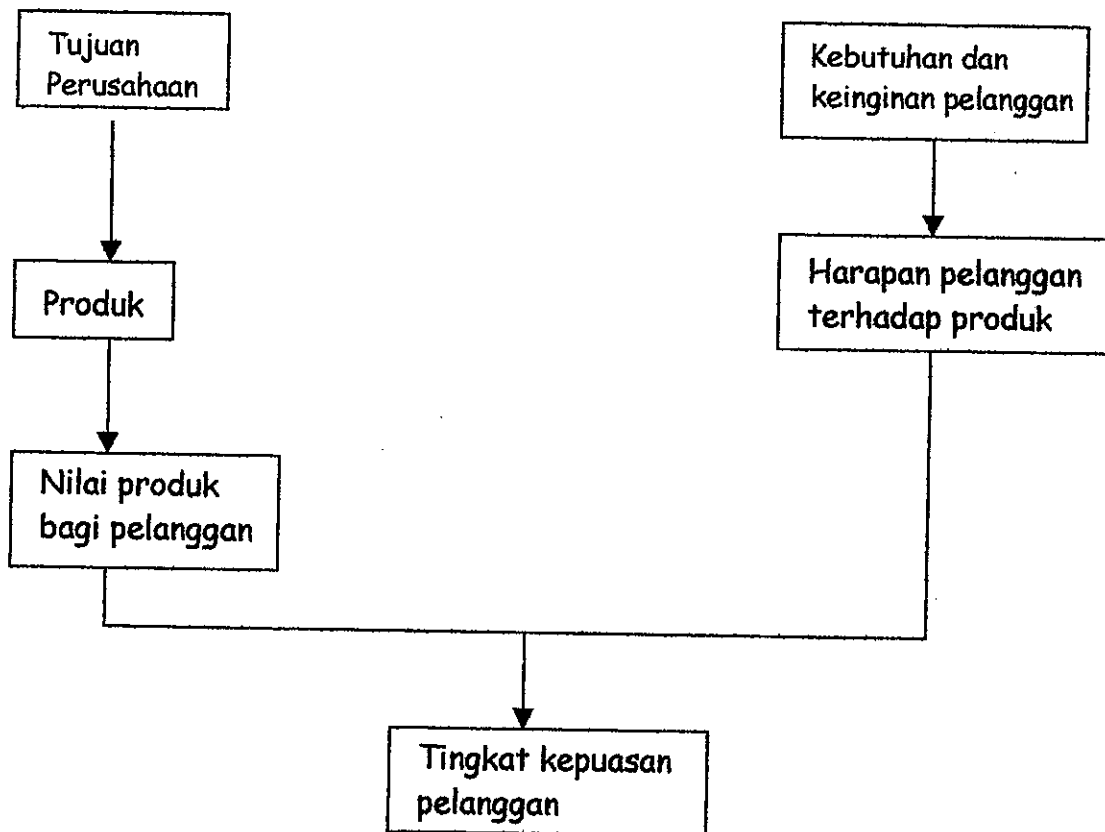 Tujuan
Perusahaan
Kebutuhan dan
keinginan pelanggan
Produk
Harapan pelanggan
terhadap produk
Nilai produk
bagi pelanggan
Tingkat kepuasan
pelanggan